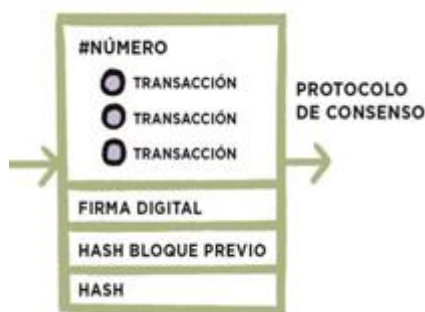 #NÚMERO
TRANSACCIÓN
TRANSACCIÓN
TRANSACCIÓN
PROTOCOLO
DE CONSENSO
FIRMA DIGITAL
HASH BLOQUE PREVIO
HASH